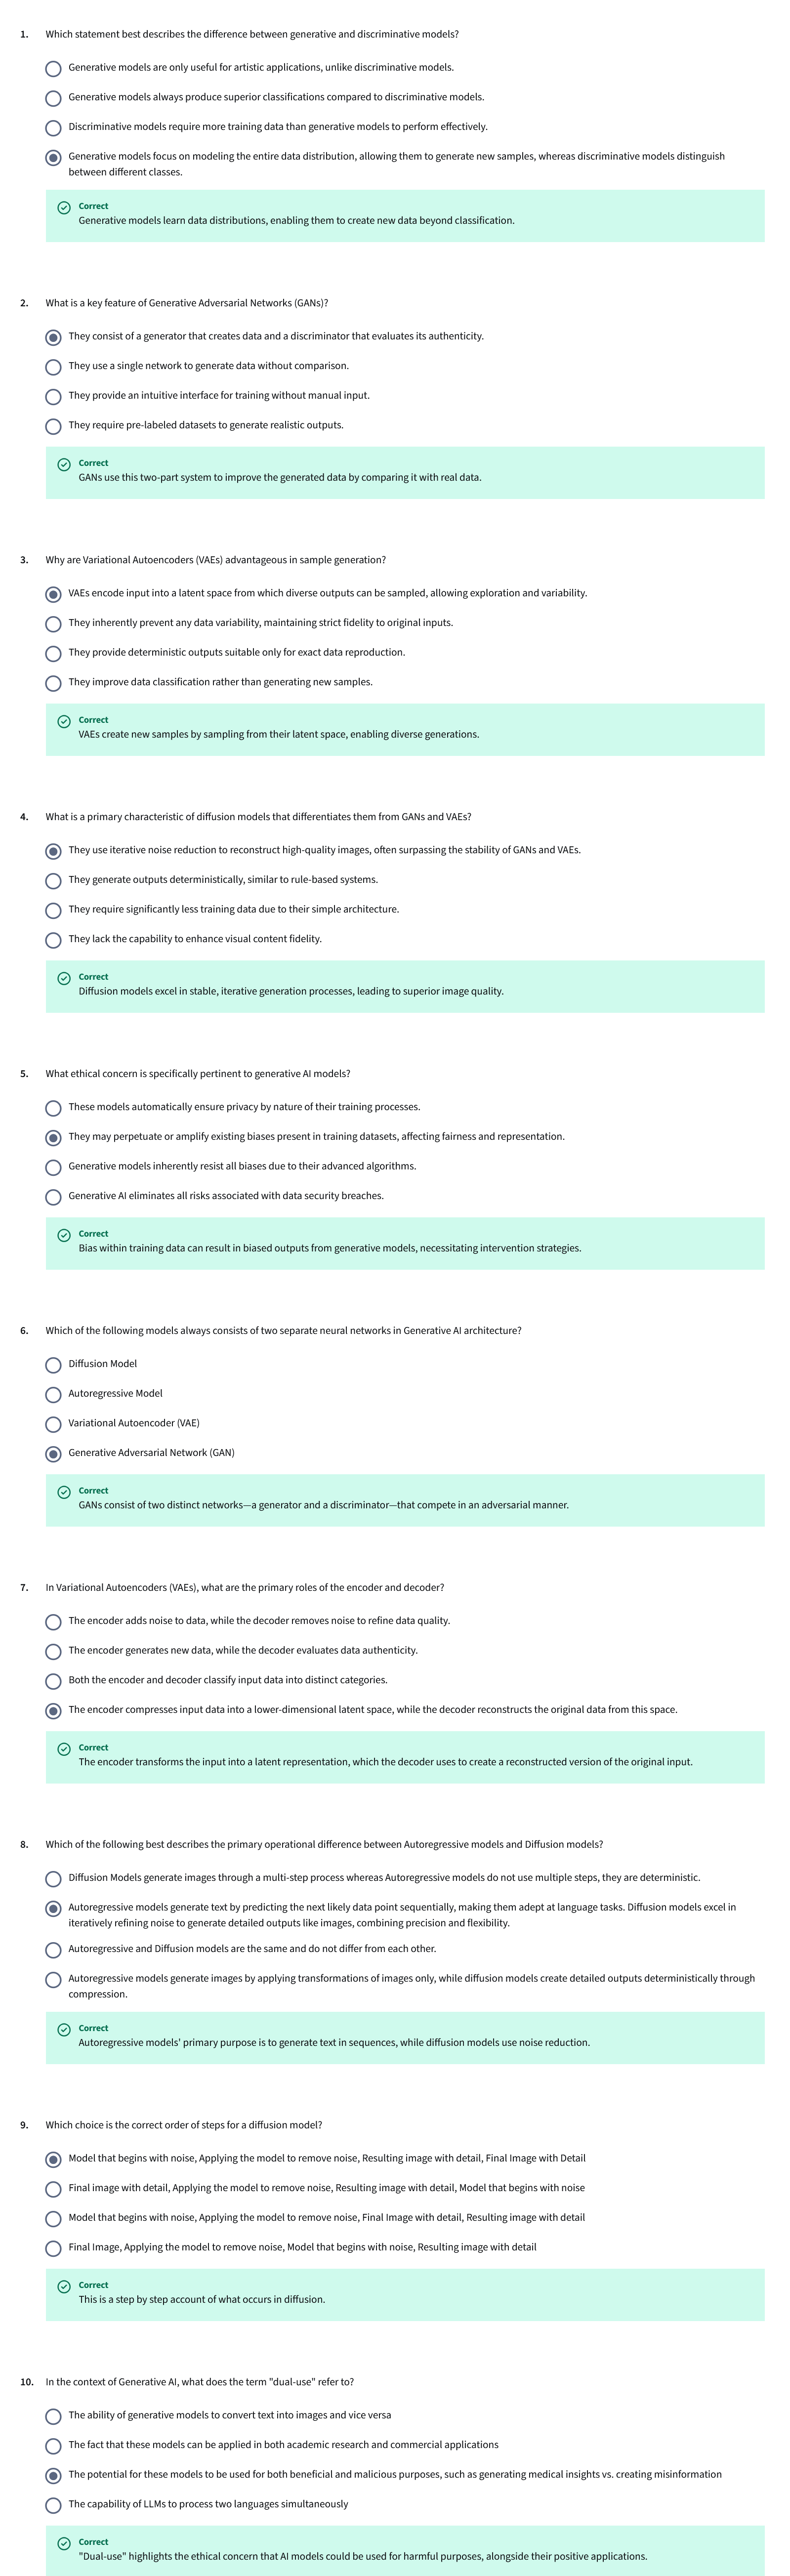 1. Which statement best describes the difference between generative and discriminative models?
Generative models are only useful for artistic applications, unlike discriminative models.
Generative models always produce superior classifications compared to discriminative models.
Discriminative models require more training data than generative models to perform effectively.
Generative models focus on modeling the entire data distribution, allowing them to generate new samples, whereas discriminative models distinguish
between different classes.
Correct
Generative models learn data distributions, enabling them to create new data beyond classification.
2. What is a key feature of Generative Adversarial Networks (GANs)?
They consist of a generator that creates data and a discriminator that evaluates its authenticity.
They use a single network to generate data without comparison.
They provide an intuitive interface for training without manual input.
They require pre-labeled datasets to generate realistic outputs.
Correct
GANs use this two-part system to improve the generated data by comparing it with real data.
3. Why are Variational Autoencoders (VAEs) advantageous in sample generation?
VAEs encode input into a latent space from which diverse outputs can be sampled, allowing exploration and variability.
They inherently prevent any data variability, maintaining strict fidelity to original inputs.
They provide deterministic outputs suitable only for exact data reproduction.
They improve data classification rather than generating new samples.
Correct
VAEs create new samples by sampling from their latent space, enabling diverse generations.
4. What is a primary characteristic of diffusion models that differentiates them from GANs and VAEs?
They use iterative noise reduction to reconstruct high-quality images, often surpassing the stability of GANs and VAEs.
They generate outputs deterministically, similar to rule-based systems.
They require significantly less training data due to their simple architecture.
They lack the capability to enhance visual content fidelity.
Correct
Diffusion models excel in stable, iterative generation processes, leading to superior image quality.
5. What ethical concern is specifically pertinent to generative AI models?
These models automatically ensure privacy by nature of their training processes.
They may perpetuate or amplify existing biases present in training datasets, affecting fairness and representation.
Generative models inherently resist all biases due to their advanced algorithms.
Generative AI eliminates all risks associated with data security breaches.
Correct
Bias within training data can result in biased outputs from generative models, necessitating intervention strategies.
6. Which of the following models always consists of two separate neural networks in Generative AI architecture?
Diffusion Model
Autoregressive Model
Variational Autoencoder (VAE)
Generative Adversarial Network (GAN)
Correct
GANs consist of two distinct networks—a generator and a discriminator—that compete in an adversarial manner.
7. In Variational Autoencoders (VAEs), what are the primary roles of the encoder and decoder?
The encoder adds noise to data, while the decoder removes noise to refine data quality.
The encoder generates new data, while the decoder evaluates data authenticity.
Both the encoder and decoder classify input data into distinct categories.
The encoder compresses input data into a lower-dimensional latent space, while the decoder reconstructs the original data from this space.
Correct
The encoder transforms the input into a latent representation, which the decoder uses to create a reconstructed version of the original input.
8. Which of the following best describes the primary operational difference between Autoregressive models and Diffusion models?
Diffusion Models generate images through a multi-step process whereas Autoregressive models do not use multiple steps, they are deterministic.
Autoregressive models generate text by predicting the next likely data point sequentially, making them adept at language tasks. Diffusion models excel in
iteratively refining noise to generate detailed outputs like images, combining precision and flexibility.
Autoregressive and Diffusion models are the same and do not differ from each other.
Autoregressive models generate images by applying transformations of images only, while diffusion models create detailed outputs deterministically through
compression.
Correct
Autoregressive models' primary purpose is to generate text in sequences, while diffusion models use noise reduction.
9. Which choice is the correct order of steps for a diffusion model?
Model that begins with noise, Applying the model to remove noise, Resulting image with detail, Final Image with Detail
Final image with detail, Applying the model to remove noise, Resulting image with detail, Model that begins with noise
Model that begins with noise, Applying the model to remove noise, Final Image with detail, Resulting image with detail
Final Image, Applying the model to remove noise, Model that begins with noise, Resulting image with detail
Correct
This is a step by step account of what occurs in diffusion.
10. In the context of Generative AI, what does the term "dual-use" refer to?
The ability of generative models to convert text into images and vice versa
The fact that these models can be applied in both academic research and commercial applications
The potential for these models to be used for both beneficial and malicious purposes, such as generating medical insights vs. creating misinformation
The capability of LLMs to process two languages simultaneously
Correct
"Dual-use" highlights the ethical concern that AI models could be used for harmful purposes, alongside their positive applications.